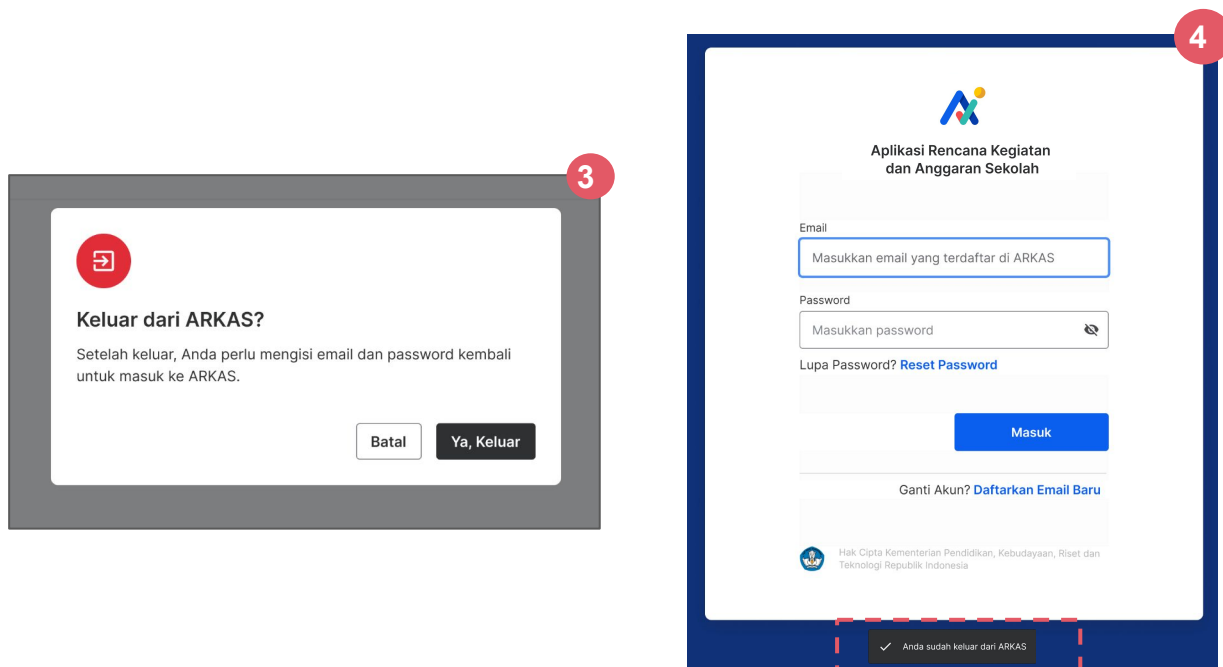 3
Keluar dari ARKAS?
Setelah keluar, Anda perlu mengisi email dan password kembali
untuk masuk ke ARKAS.
Batal
Ya, Keluar
4
Aplikasi Rencana Kegiatan
dan Anggaran Sekolah
Email
Masukkan email yang terdaftar di ARKAS
Password
Masukkan password
Lupa Password? Reset Password
Masuk
Ganti Akun? Daftarkan Email Baru
Hak Cipta Kementerian Pendidikan, Kebudayaan, Riset dan
Teknologi Republik Indonesia
Anda sudah keluar dari ARKAS